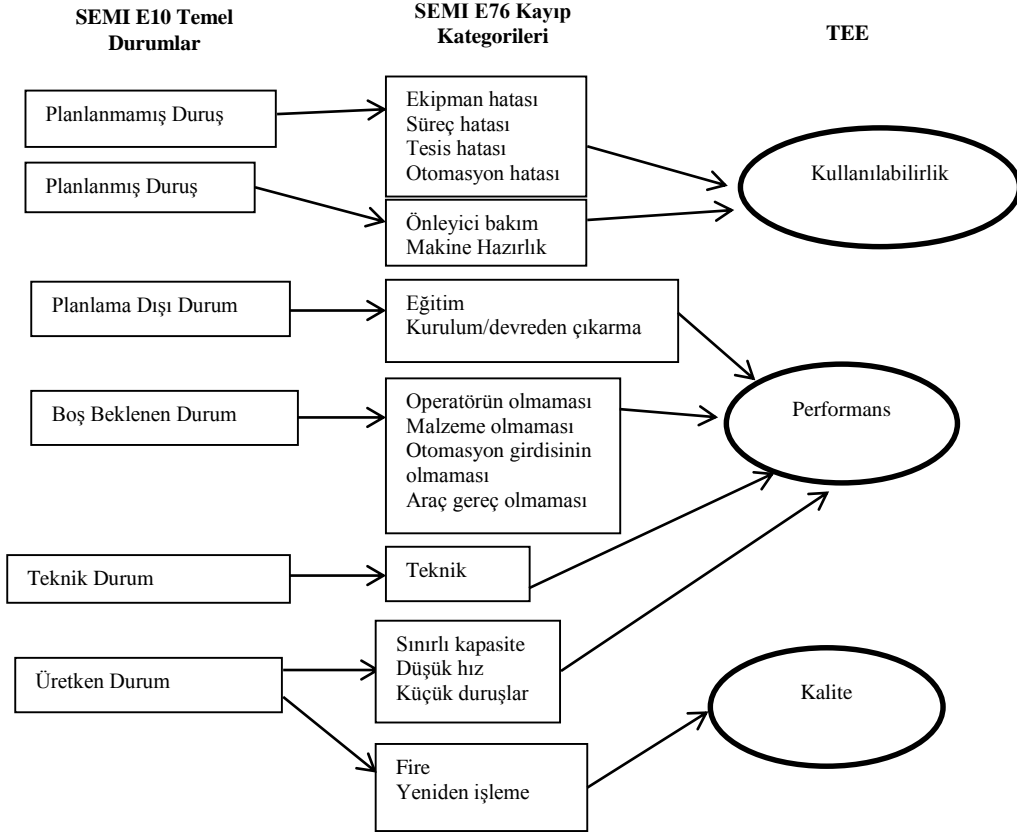 SEMI E10 Temel
Durumlar
SEMI E76 Kayıp
Kategorileri
TEE
Planlanmamış Duruş
Ekipman hatası
Süreç hatası
Tesis hatası
Otomasyon hatası
Kullanılabilirlik
Planlanmış Duruş
Önleyici bakım
Makine Hazırlık
Planlama Dışı Durum
Eğitim
Kurulum/devreden çıkarma
Boş Beklenen Durum
Operatörün olmaması
Malzeme olmaması
Otomasyon girdisinin
olmaması
Araç gereç olmaması
Performans
Teknik Durum
Teknik
Üretken Durum
Sınırlı kapasite
Düşük hız
Küçük duruşlar
Kalite
Fire
Yeniden işleme